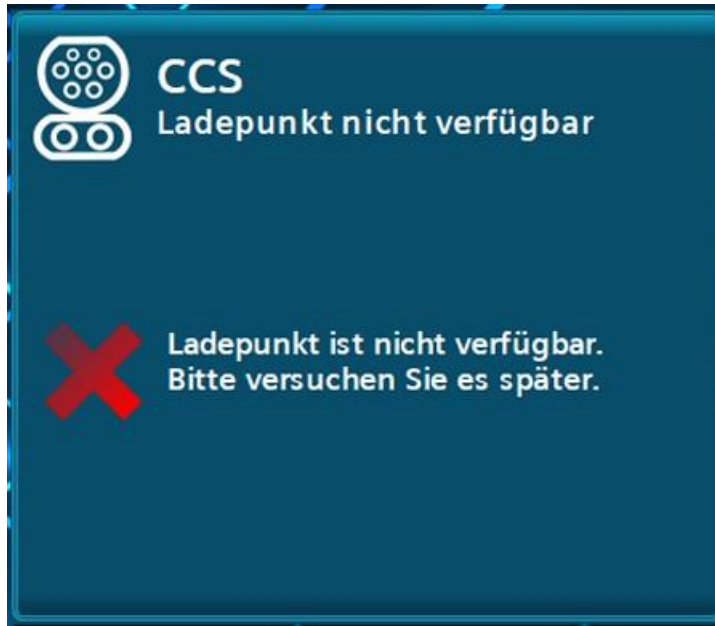 CCS
Ladepunkt nicht verfügbar
Ladepunkt ist nicht verfügbar.
Bitte versuchen Sie es später.